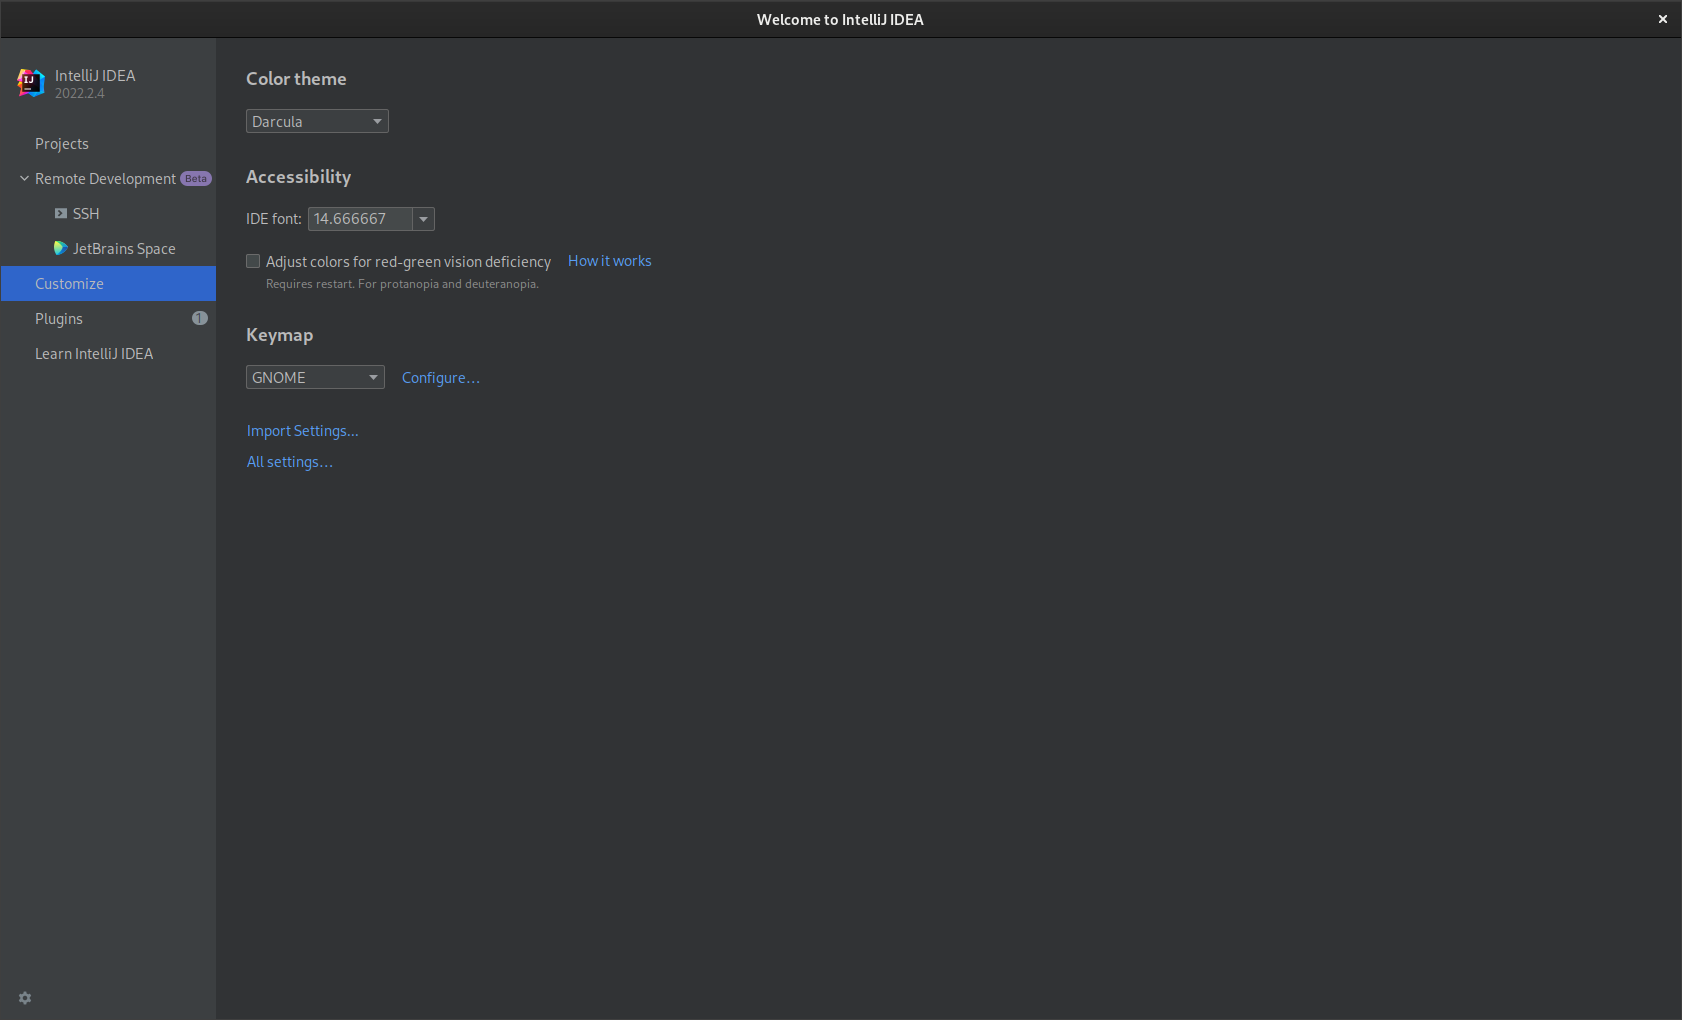 Welcome to IntelliJ IDEA
IJ
IntelliJ IDEA
2022.2.4
Projects
Remote Development Beta
SSH
JetBrains Space
Customize
Plugins 1
Learn IntelliJ IDEA
Color theme
Darcula
Accessibility
IDE font: 14.666667
Adjust colors for red-green vision deficiency How it works
Requires restart. For protanopia and deuteranopia.
Keymap
GNOME Configure...
Import Settings...
All settings...